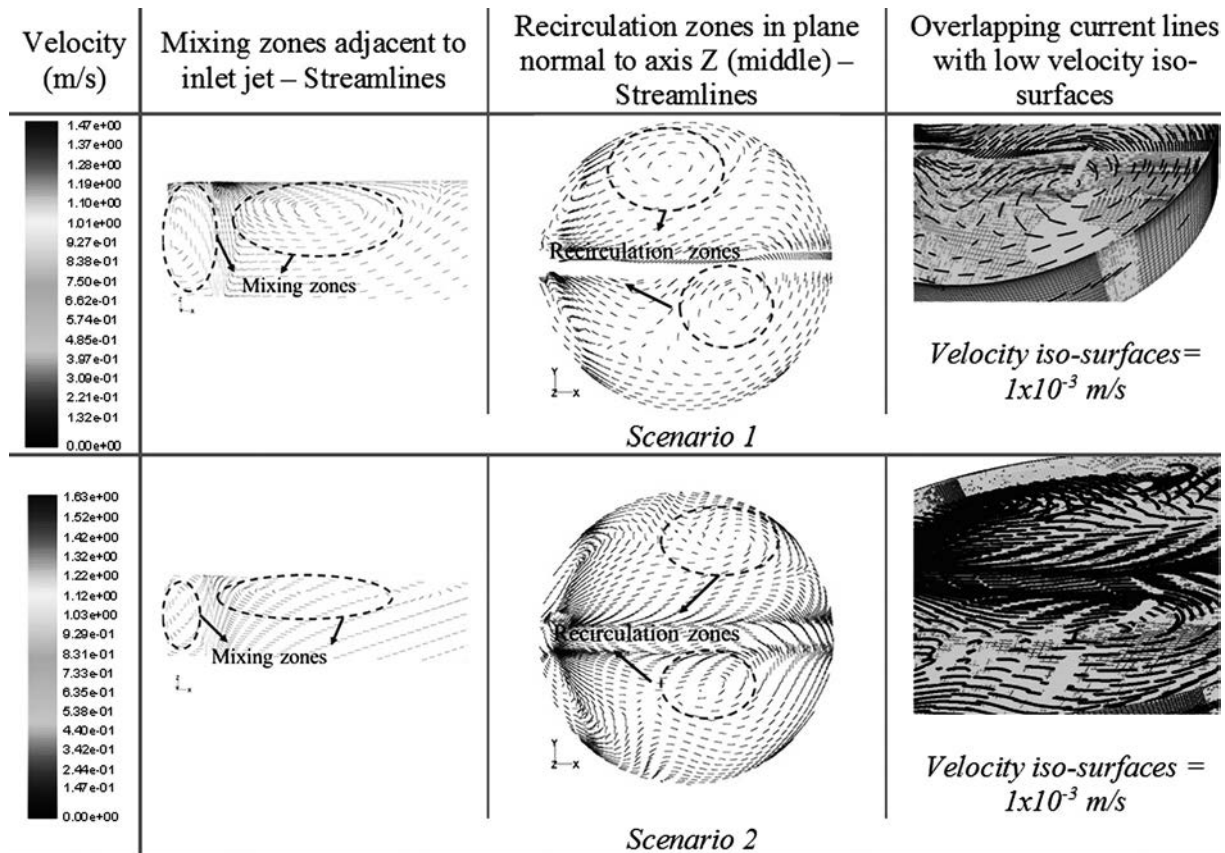 Velocity
(m/s)
Mixing zones adjacent to
inlet jet – Streamlines
Recirculation zones in plane
normal to axis Z (middle) –
Streamlines
Overlapping current lines
with low velocity iso-
surfaces
1.47e+00
1.37e+00
1.28e+00
1.19e+00
1.10e+00
1.01e+00
9.27e-01
8.38e-01
7.50e-01
6.62e-01
5.74e-01
4.85e-01
3.97e-01
3.09e-01
2.21e-01
1.32e-01
0.00e+00
Mixing zones
Z
X
Recirculation zones
Y
Z X
Scenario 1
Velocity iso-surfaces=
1x10⁻³ m/s
1.63e+00
1.52e+00
1.42e+00
1.32e+00
1.22e+00
1.12e+00
1.03e+00
9.29e-01
8.31e-01
7.33e-01
6.35e-01
5.38e-01
4.40e-01
3.42e-01
2.44e-01
1.47e-01
0.00e+00
Mixing zones
Z
X
Recirculation zones
Y
Z X
Scenario 2
Velocity iso-surfaces =
1x10⁻³ m/s